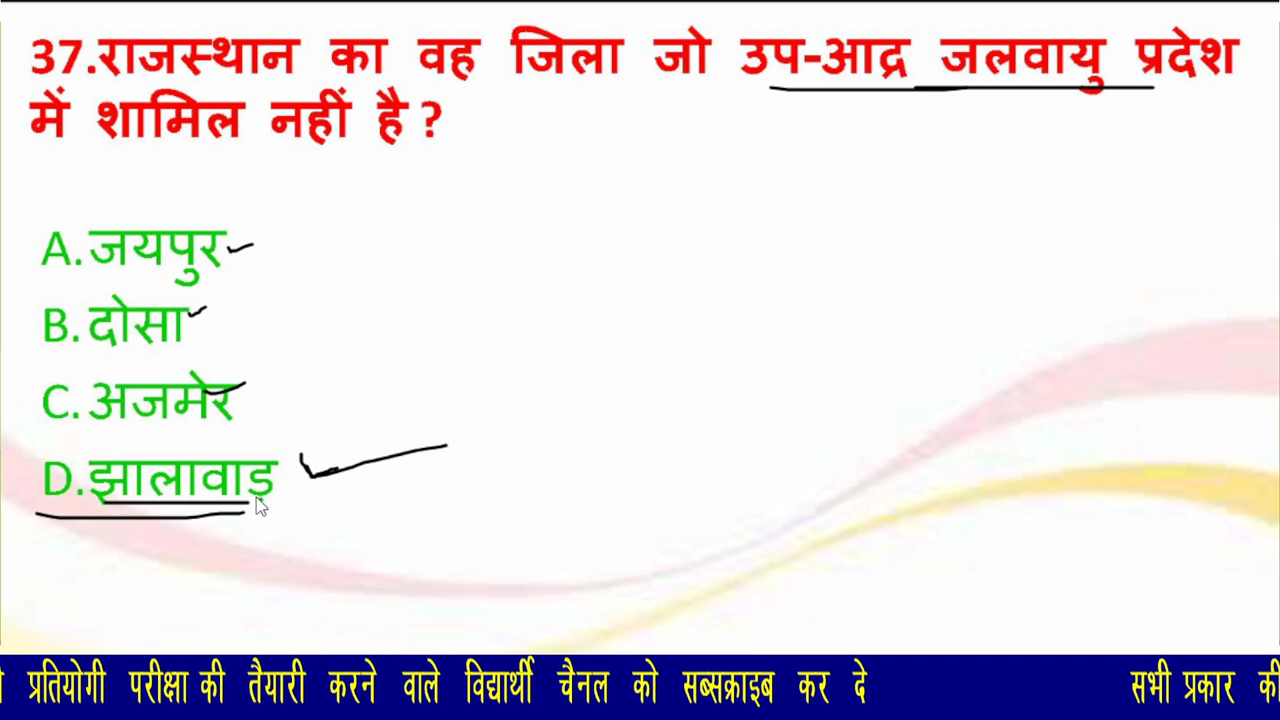 37.राजस्थान का वह जिला जो उप-आद्र जलवायु प्रदेश
में शामिल नहीं है ?
A.जयपुर
B.दोसा
C.अजमेर
D.झालावाड़
प्रतियोगी परीक्षा की तैयारी करने वाले विद्यार्थी चैनल को सब्सक्राइब कर दे सभी प्रकार की